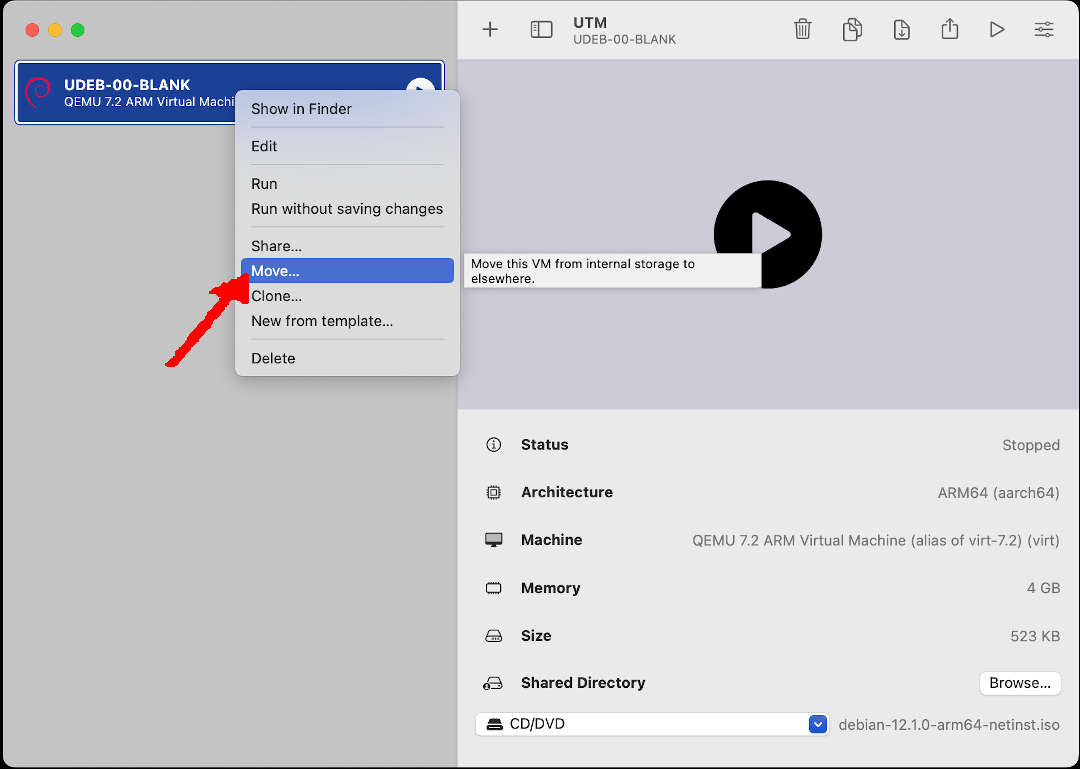 UTM
UDEB-00-BLANK
UDEB-00-BLANK
QEMU 7.2 ARM Virtual Machi
Show in Finder
Edit
Run
Run without saving changes
Share...
Move...
Clone...
New from template...
Delete
Move this VM from internal storage to
elsewhere.
Status Stopped
Architecture ARM64 (aarch64)
Machine QEMU 7.2 ARM Virtual Machine (alias of virt-7.2) (virt)
Memory 4 GB
Size 523 KB
Shared Directory Browse...
CD/DVD debian-12.1.0-arm64-netinst.iso